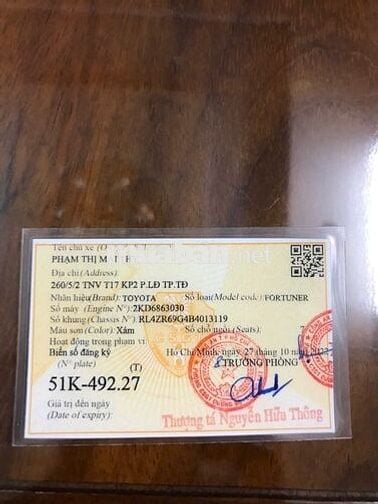 Tên chủ xe
PHẠM THỊ M
Địa chỉ (Address):
260/5/2 TNV T17 KP2 P.LĐ TP.TĐ
Nhãn hiệu(Brand): TOYOTA Số loại(Model code): FORTUNER
Số máy (Engine N°): 2KD6863030
Số khung (Chassis N°): RL4ZR69G4B4013119
Màu sơn (Color): Xám Số chỗ ngồi (Seats):
Hoạt động trong phạm vi:
Biển số đăng ký Hồ Chí Minh, ngày, 27 tháng 10
(N° plate) TRƯỞNG PHÒNG
(T)
51K-492.27
Giá trị đến ngày
(Date of expiry):
Thượng tá Nguyễn Hữu Thông